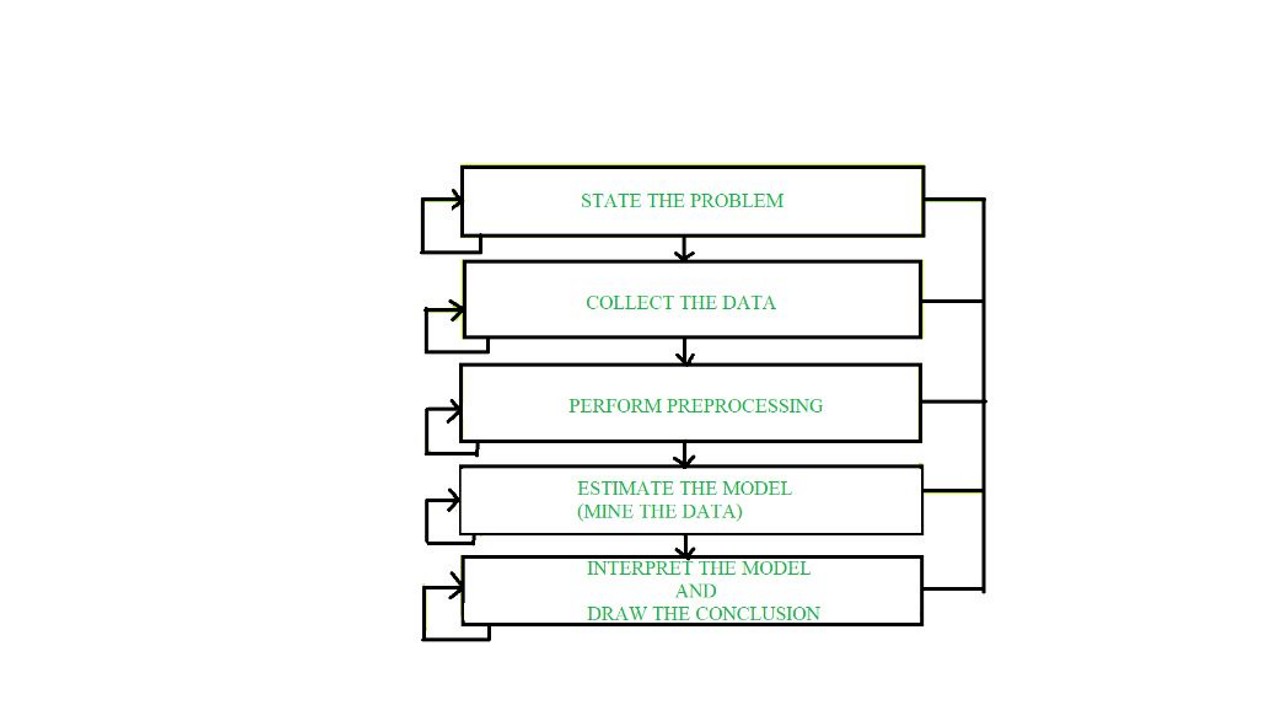 STATE THE PROBLEM
COLLECT THE DATA
PERFORM PREPROCESSING
ESTIMATE THE MODEL
(MINE THE DATA)
INTERPRET THE MODEL
AND
DRAW THE CONCLUSION